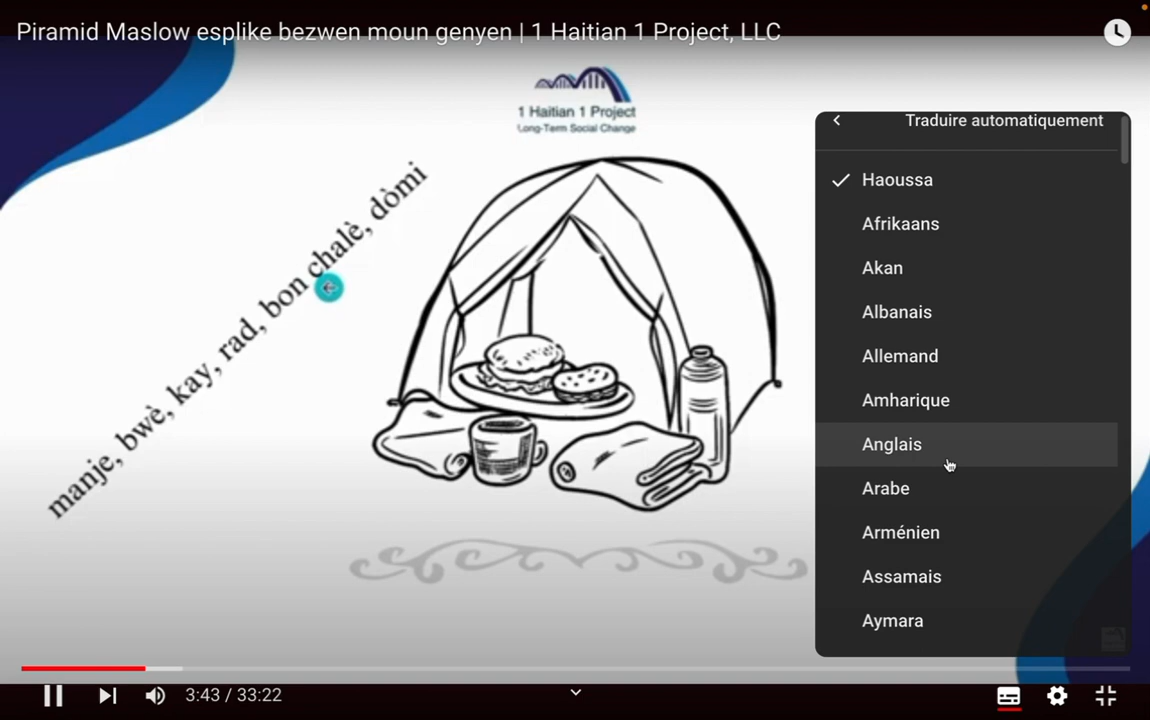 Piramid Maslow esplike bezwen moun genyen | 1 Haitian 1 Project, LLC
1 Haitian 1 Project
Long-Term Social Change
manje, bwè, kay, rad, bon chalè, dòmi
Traduire automatiquement
Haoussa
Afrikaans
Akan
Albanais
Allemand
Amharique
Anglais
Arabe
Arménien
Assamais
Aymara
3:43 / 33:22